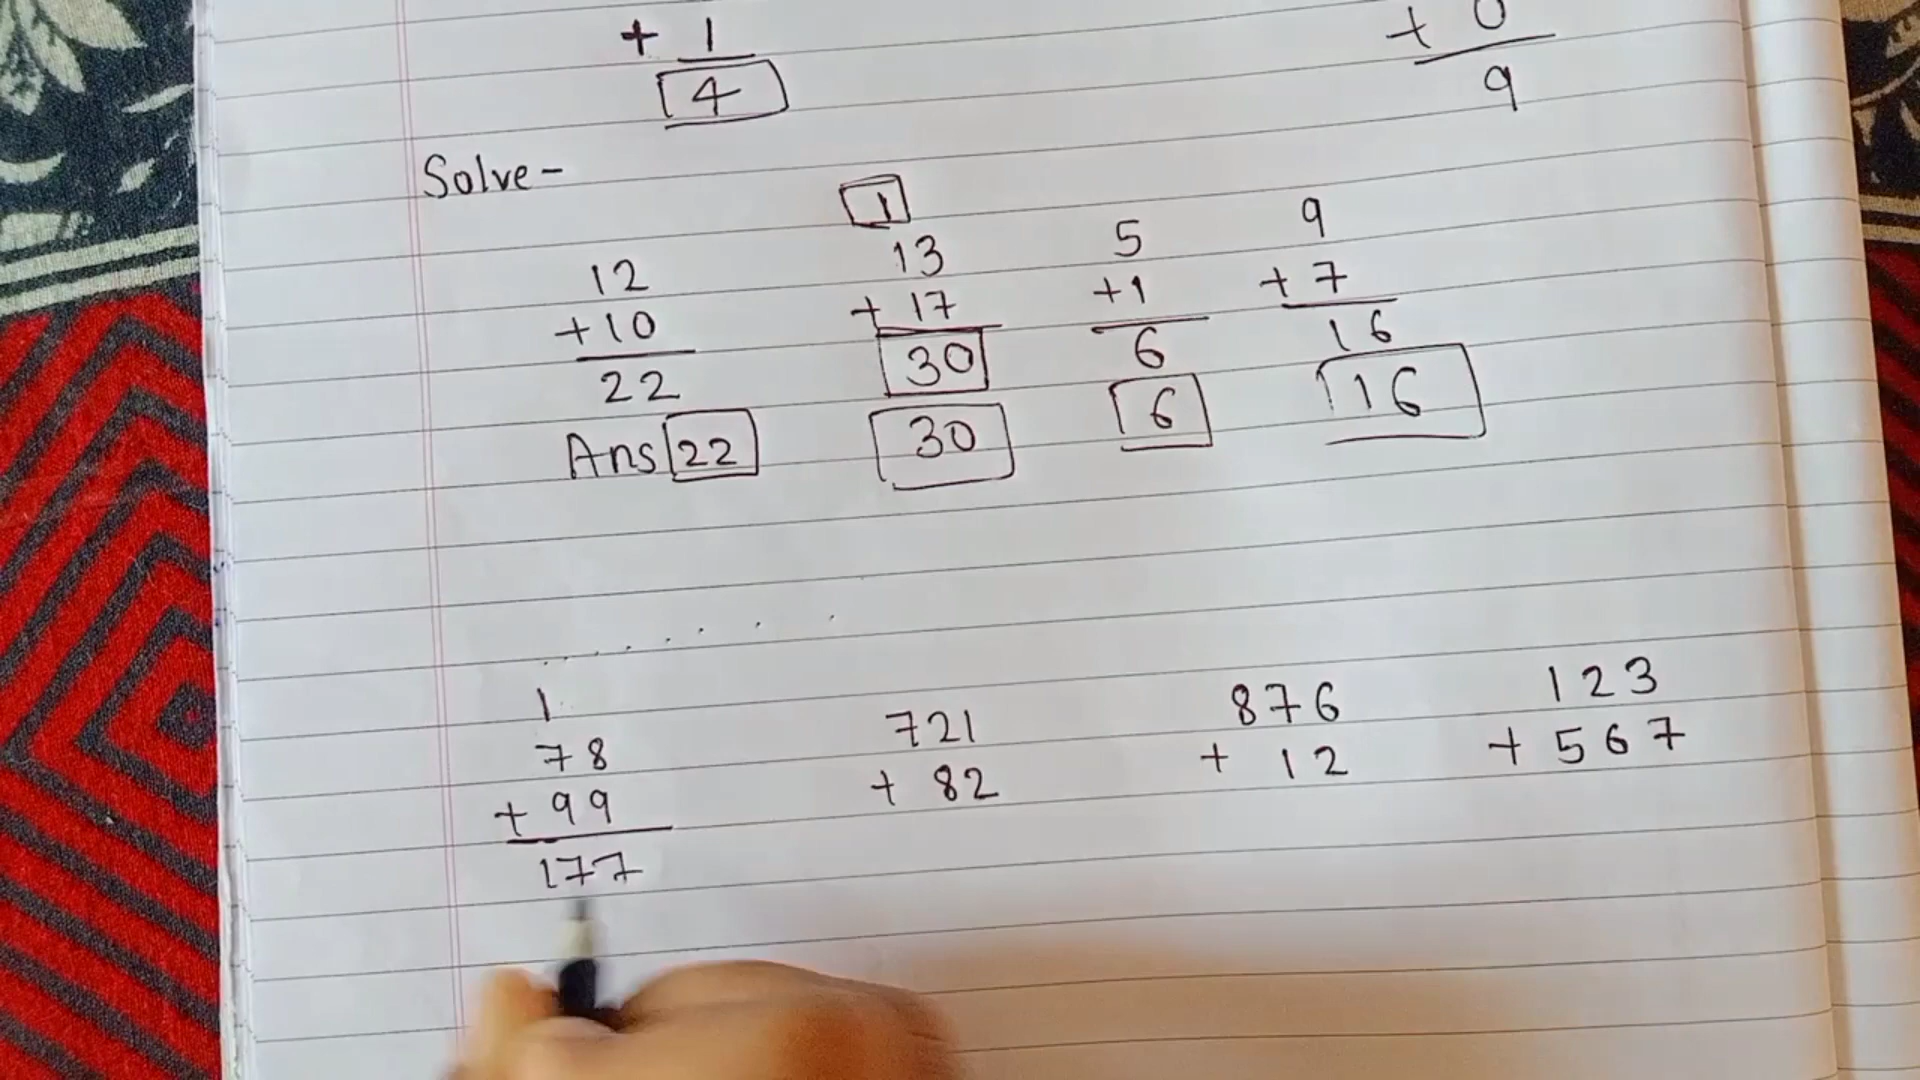 + 1
+ 0
4
9
Solve-
1
12 13 5 9
+10 + 17 +1 + 7
22 30 6 16
Ans 22 30 6 16
1
78 721 876 123
+ 99 + 82 + 12 + 567
177